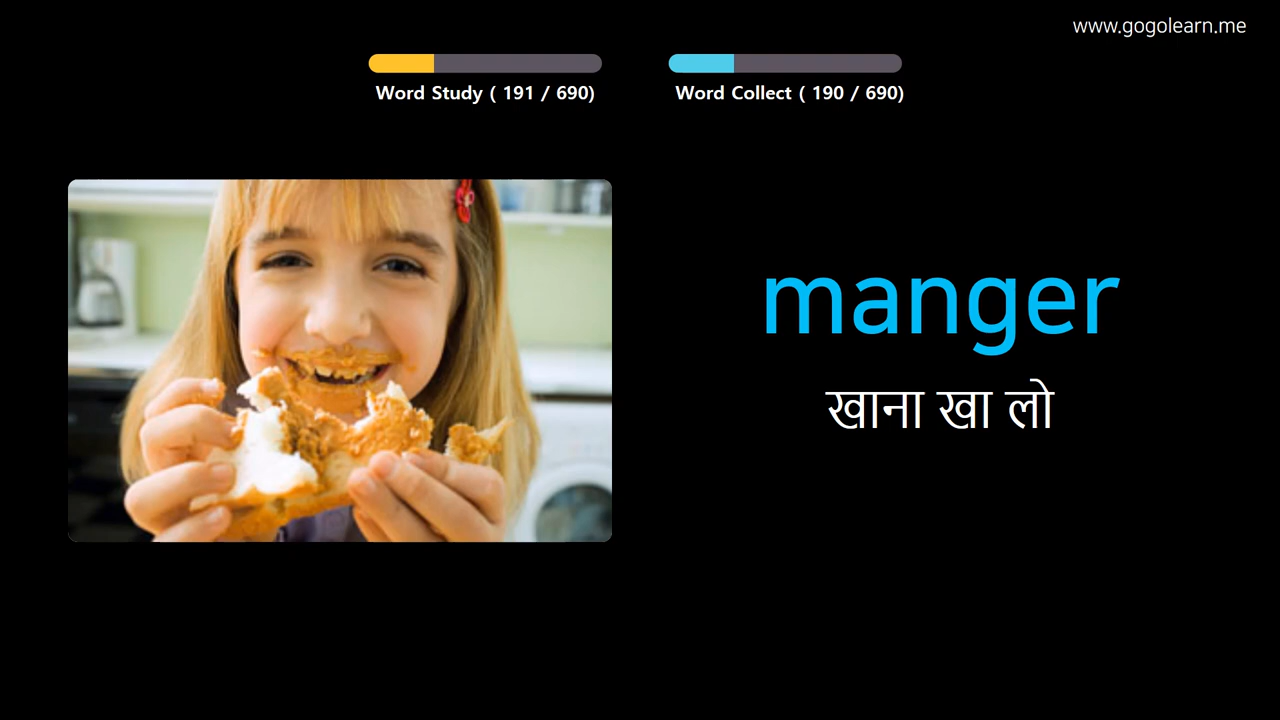 www.gogolearn.me
Word Study ( 191 / 690)
Word Collect ( 190 / 690)
manger
खाना खा लो